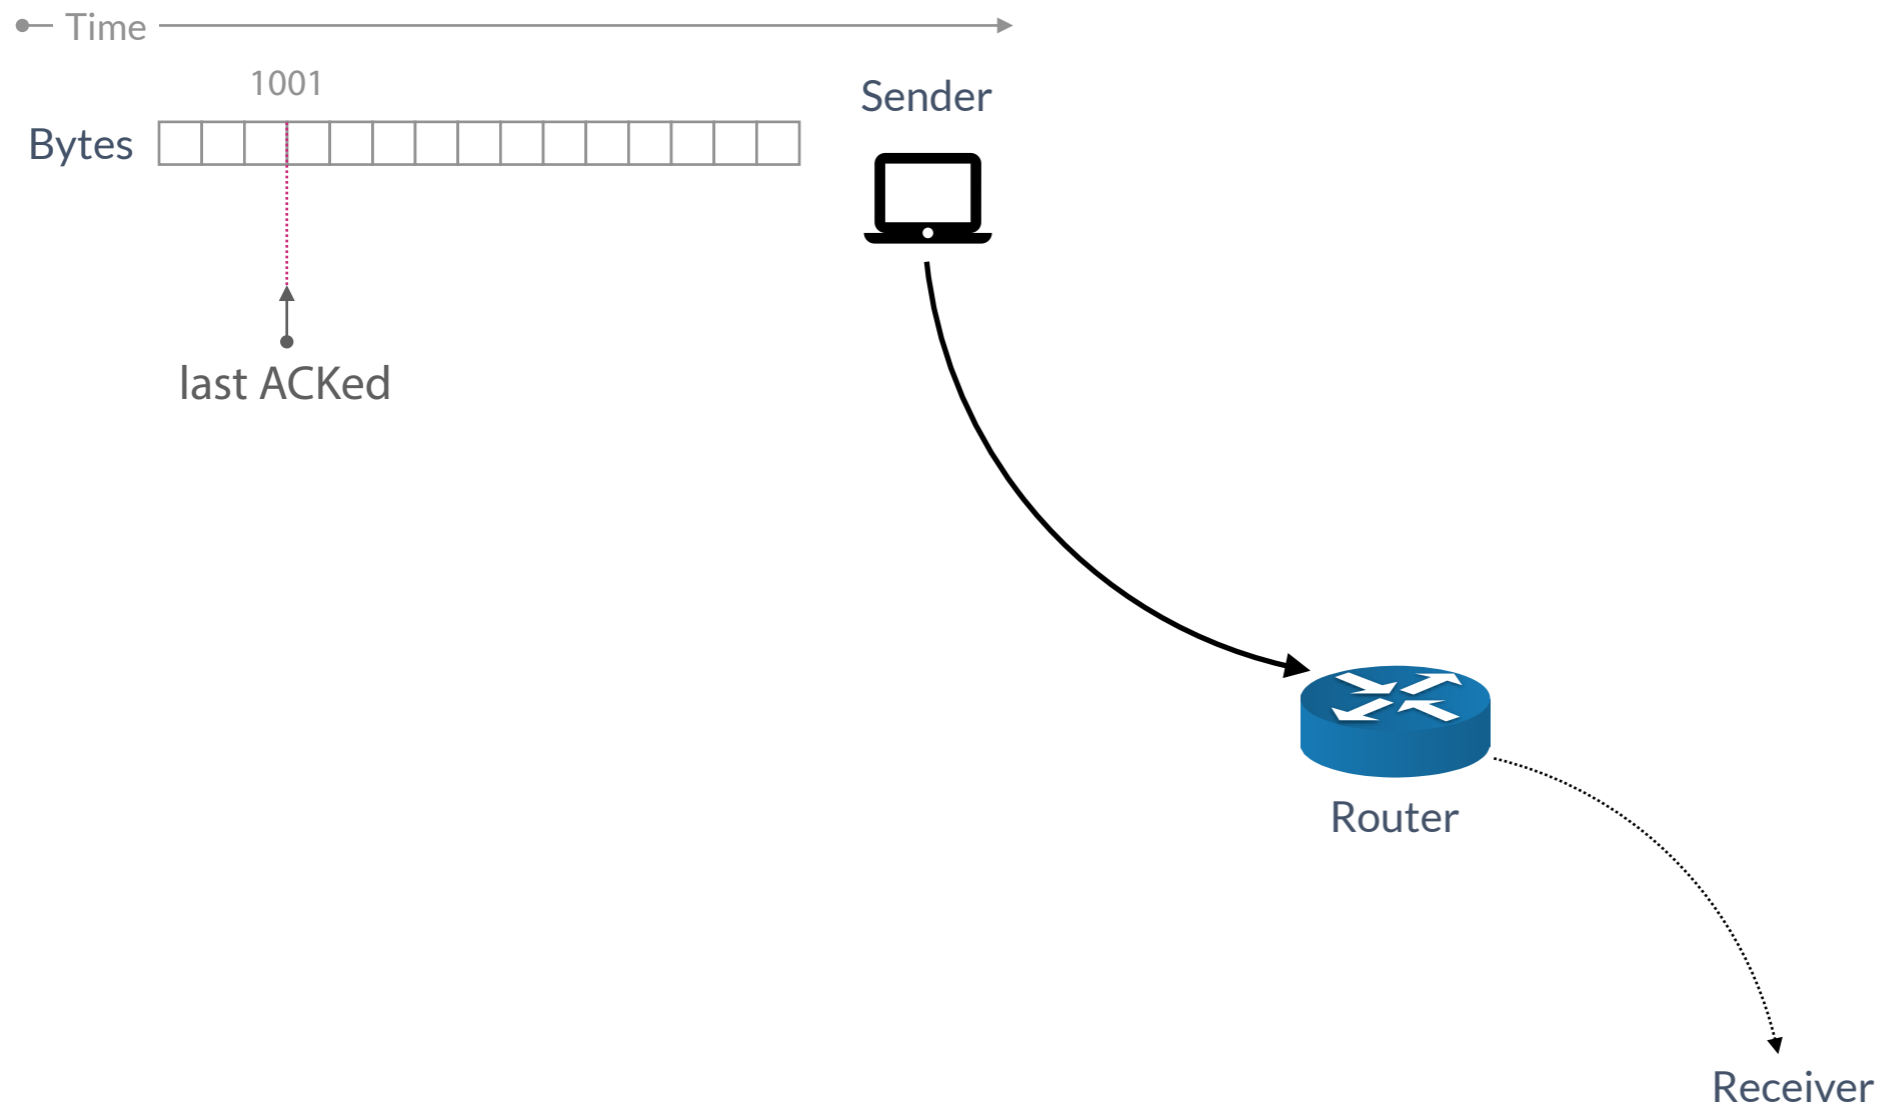 Time
1001
Sender
Bytes
last ACKed
Router
Receiver